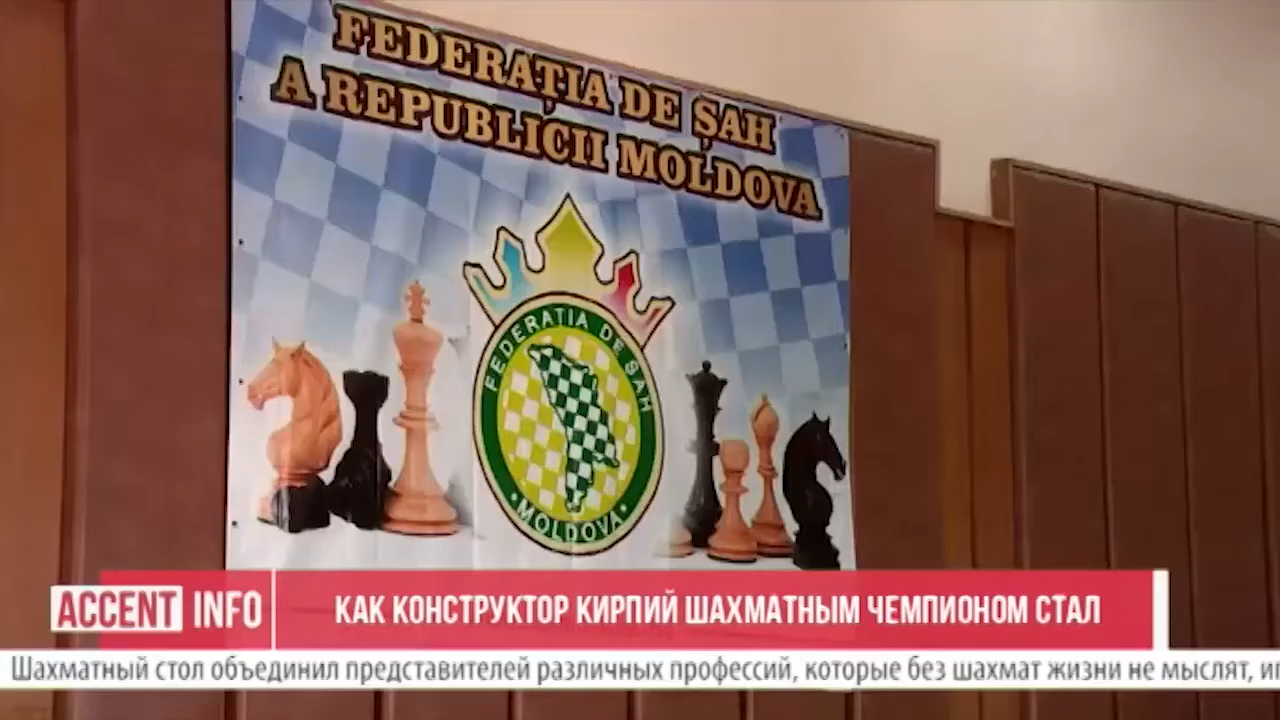 FEDERAȚIA DE ȘAH
A REPUBLICII MOLDOVA
FEDERAȚIA DE ȘAH
MOLDOVA
ACCENT INFO
КАК КОНСТРУКТОР КИРПИЙ ШАХМАТНЫМ ЧЕМПИОНОМ СТАЛ
Шахматный стол объединил представителей различных профессий, которые без шахмат жизни не мыслят,